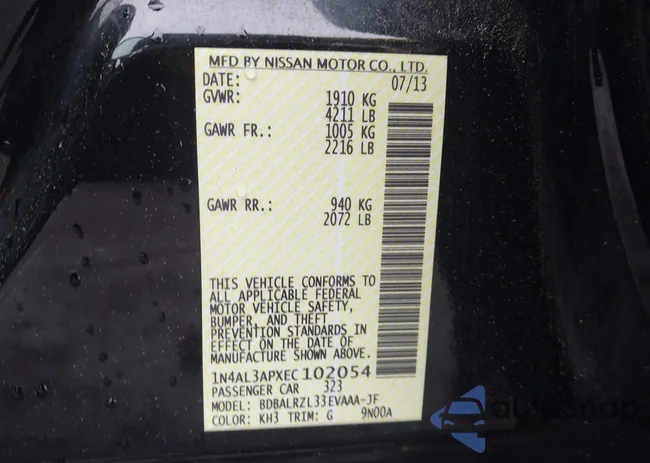 MFD BY NISSAN MOTOR CO., LTD.
DATE: 07/13
GVWR: 1910 KG
4211 LB
GAWR FR.: 1005 KG
2216 LB
GAWR RR.: 940 KG
2072 LB
THIS VEHICLE CONFORMS TO
ALL APPLICABLE FEDERAL
MOTOR VEHICLE SAFETY,
BUMPER, AND THEFT
PREVENTION STANDARDS IN
EFFECT ON THE DATE OF
MANUFACTURE SHOWN ABOVE.
1N4AL3APXEC102054
PASSENGER CAR 323
MODEL: BDBALRZL33EVAAA-JF
COLOR: KH3 TRIM: G 9N00A
autoSnap